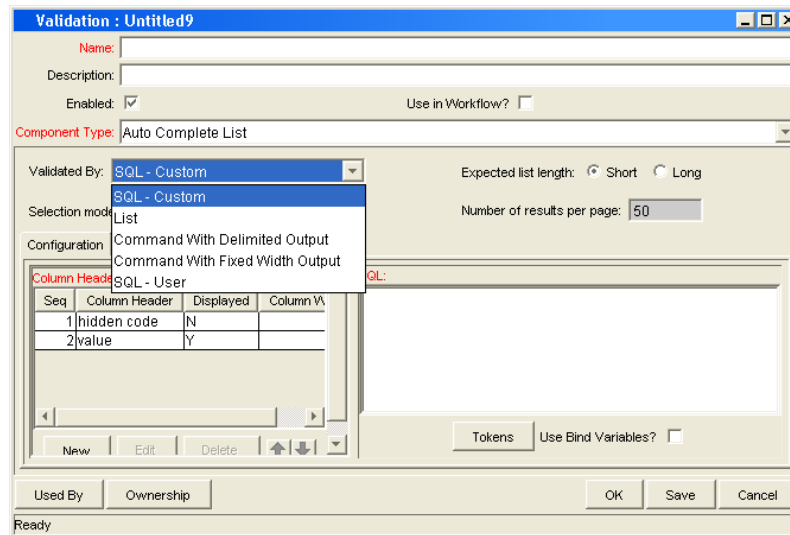 Validation : Untitled9
Name:
Description:
Enabled: Use in Workflow?
Component Type: Auto Complete List
Validated By: SQL - Custom Expected list length: Short Long
SQL - Custom
List
Command With Delimited Output
Command With Fixed Width Output
SQL - User
Selection mode Number of results per page: 50
Configuration
Column Heade QL:
Seq Column Header Displayed Column W
1 hidden code N
2 value Y
New Edit Delete
Tokens Use Bind Variables?
Used By Ownership OK Save Cancel
Ready